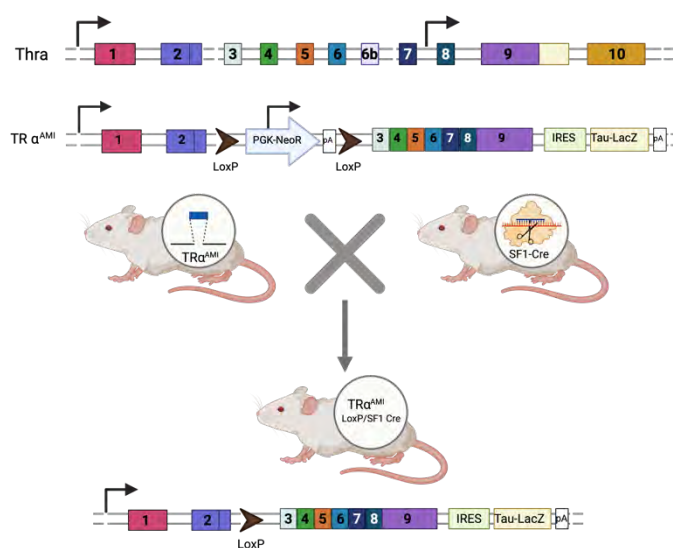 Thra 1 2 3 4 5 6 6b 7 8 9 10
TR α^AMI 1 2 PGK-NeoR pA 3 4 5 6 7 8 9 IRES Tau-LacZ pA
LoxP LoxP
TRα^AMI
SF1-Cre
TRα^AMI
LoxP/SF1 Cre
1 2 3 4 5 6 7 8 9 IRES Tau-LacZ pA
LoxP